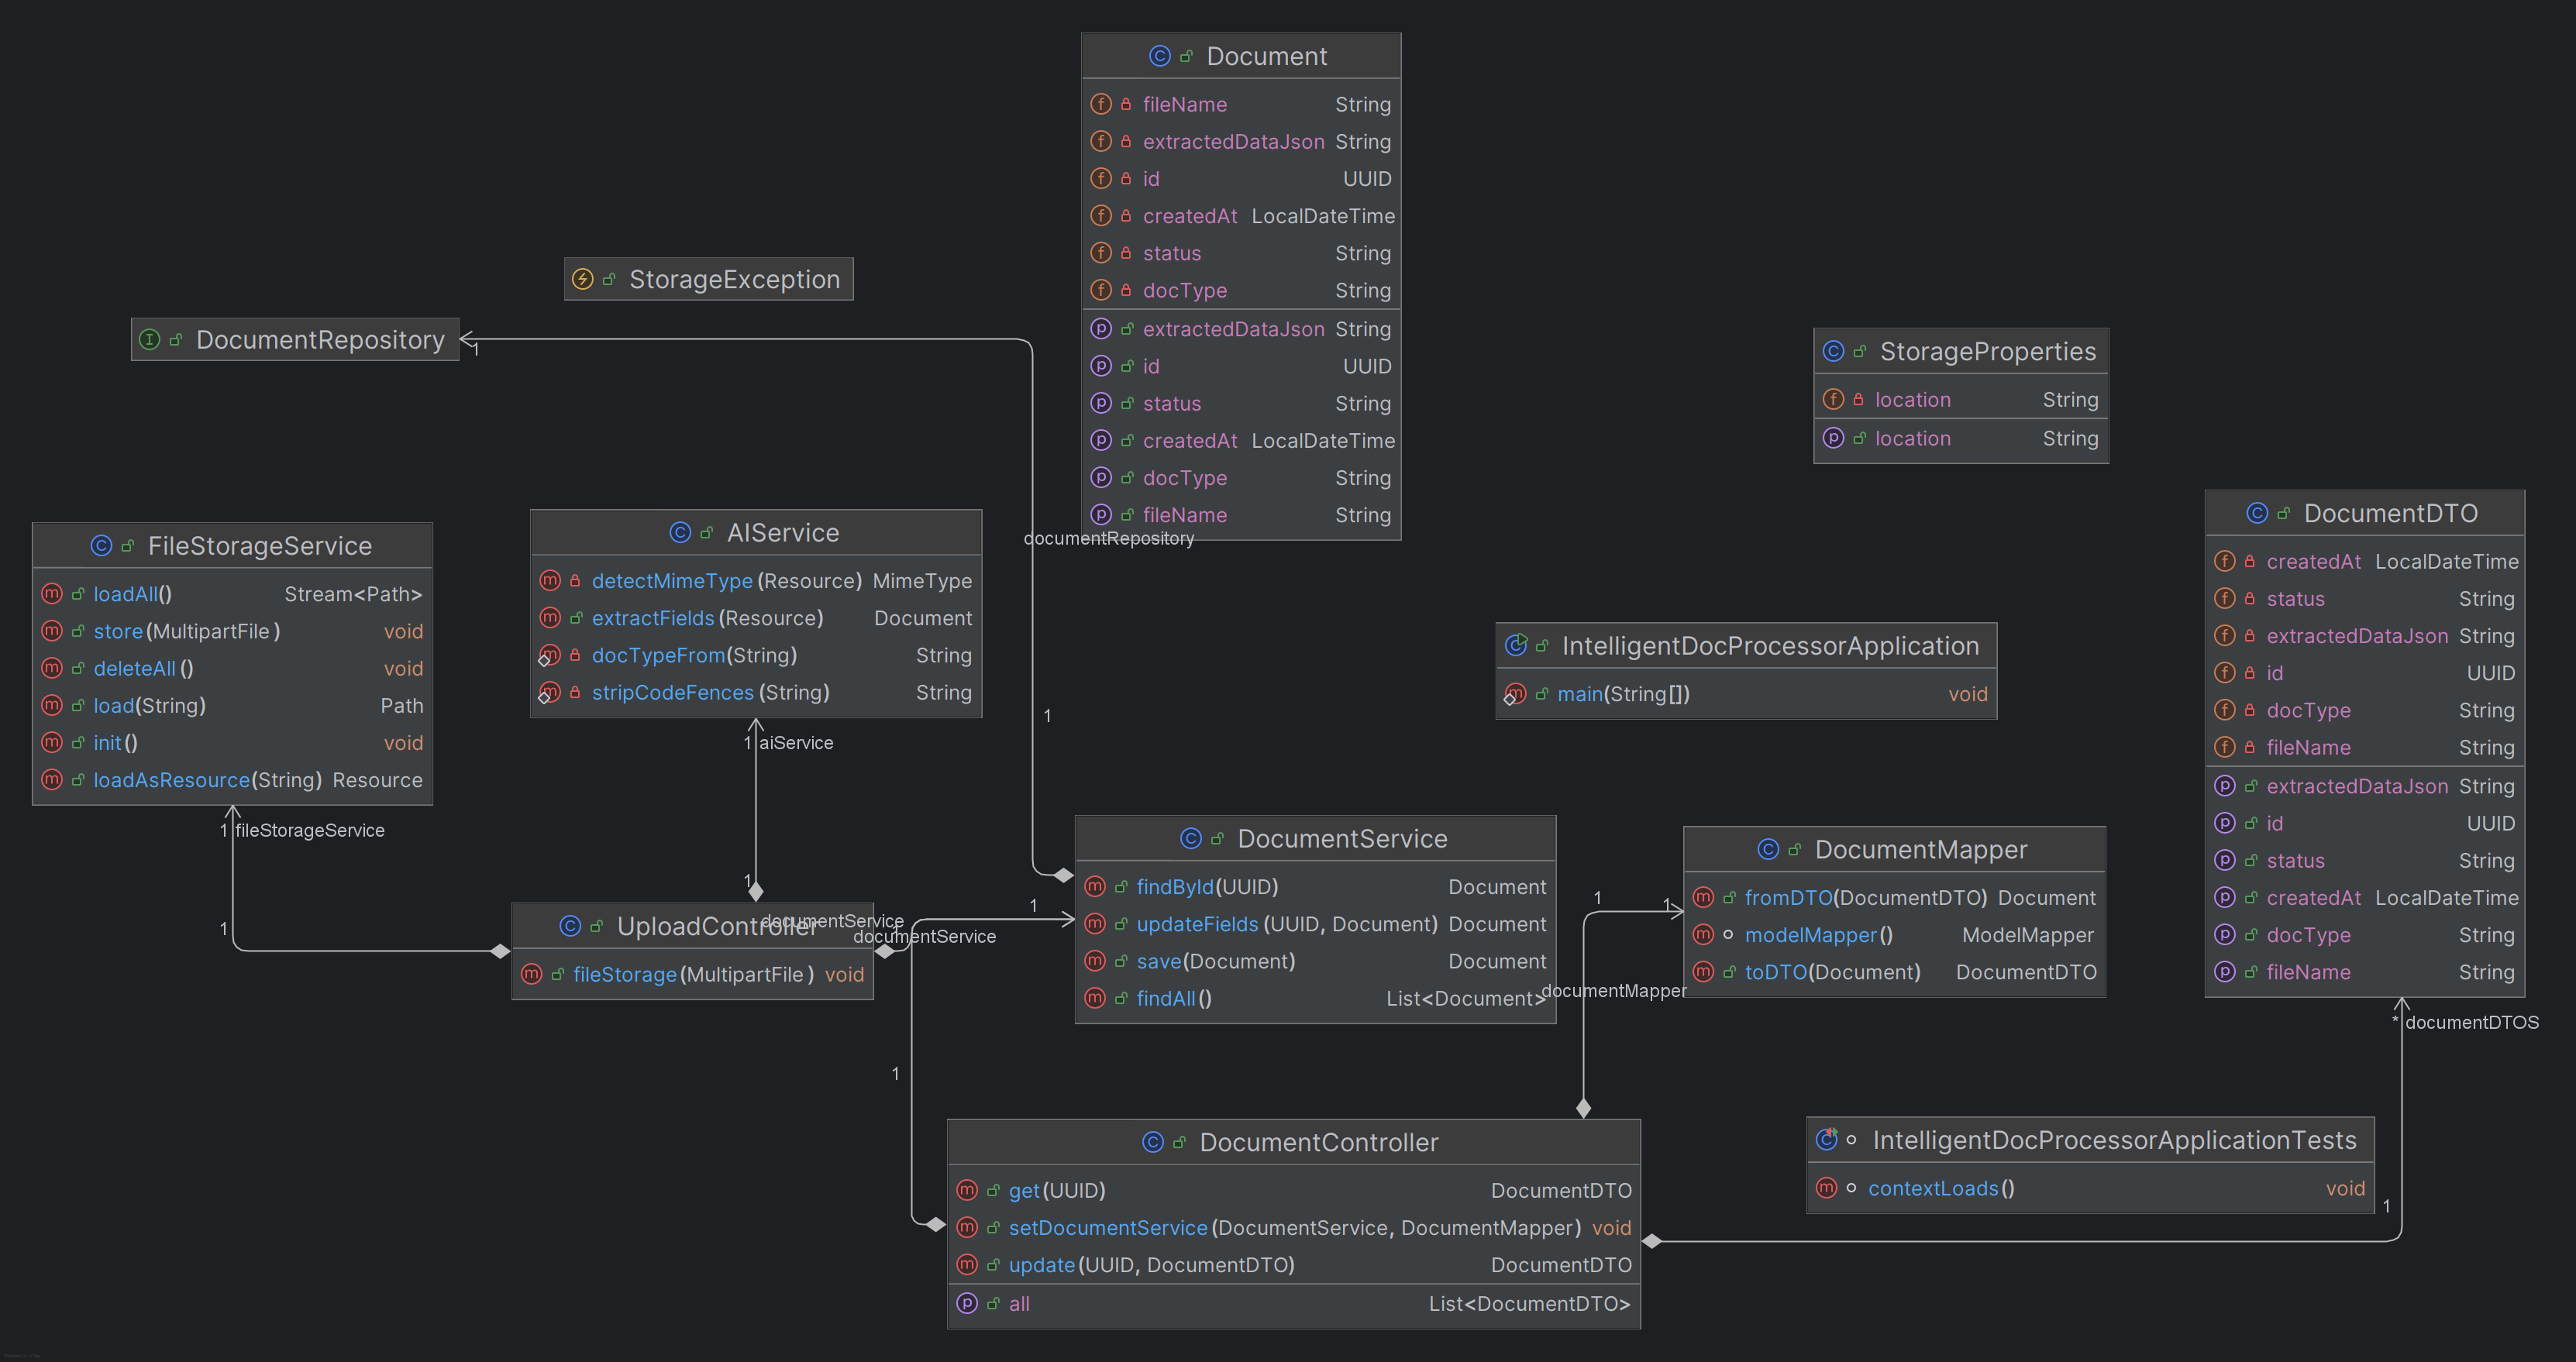 Document
fileName String
extractedDataJson String
id UUID
createdAt LocalDateTime
status String
docType String
extractedDataJson String
id UUID
status String
createdAt LocalDateTime
docType String
fileName String
StorageException
DocumentRepository
1
StorageProperties
location String
location String
documentRepository
1
FileStorageService
loadAll() Stream<Path>
store(MultipartFile) void
deleteAll() void
load(String) Path
init() void
loadAsResource(String) Resource
1 fileStorageService
1
AIService
detectMimeType(Resource) MimeType
extractFields(Resource) Document
docTypeFrom(String) String
stripCodeFences(String) String
1 aiService
1
IntelligentDocProcessorApplication
main(String[]) void
DocumentDTO
createdAt LocalDateTime
status String
extractedDataJson String
id UUID
docType String
fileName String
extractedDataJson String
id UUID
status String
createdAt LocalDateTime
docType String
fileName String
* documentDTOS
1
UploadController
fileStorage(MultipartFile) void
documentService
documentService
1
1
DocumentService
findById(UUID) Document
updateFields(UUID, Document) Document
save(Document) Document
findAll() List<Document>
DocumentMapper
fromDTO(DocumentDTO) Document
modelMapper() ModelMapper
toDTO(Document) DocumentDTO
1
1
documentMapper
DocumentController
get(UUID) DocumentDTO
setDocumentService(DocumentService, DocumentMapper) void
update(UUID, DocumentDTO) DocumentDTO
all List<DocumentDTO>
IntelligentDocProcessorApplicationTests
contextLoads() void